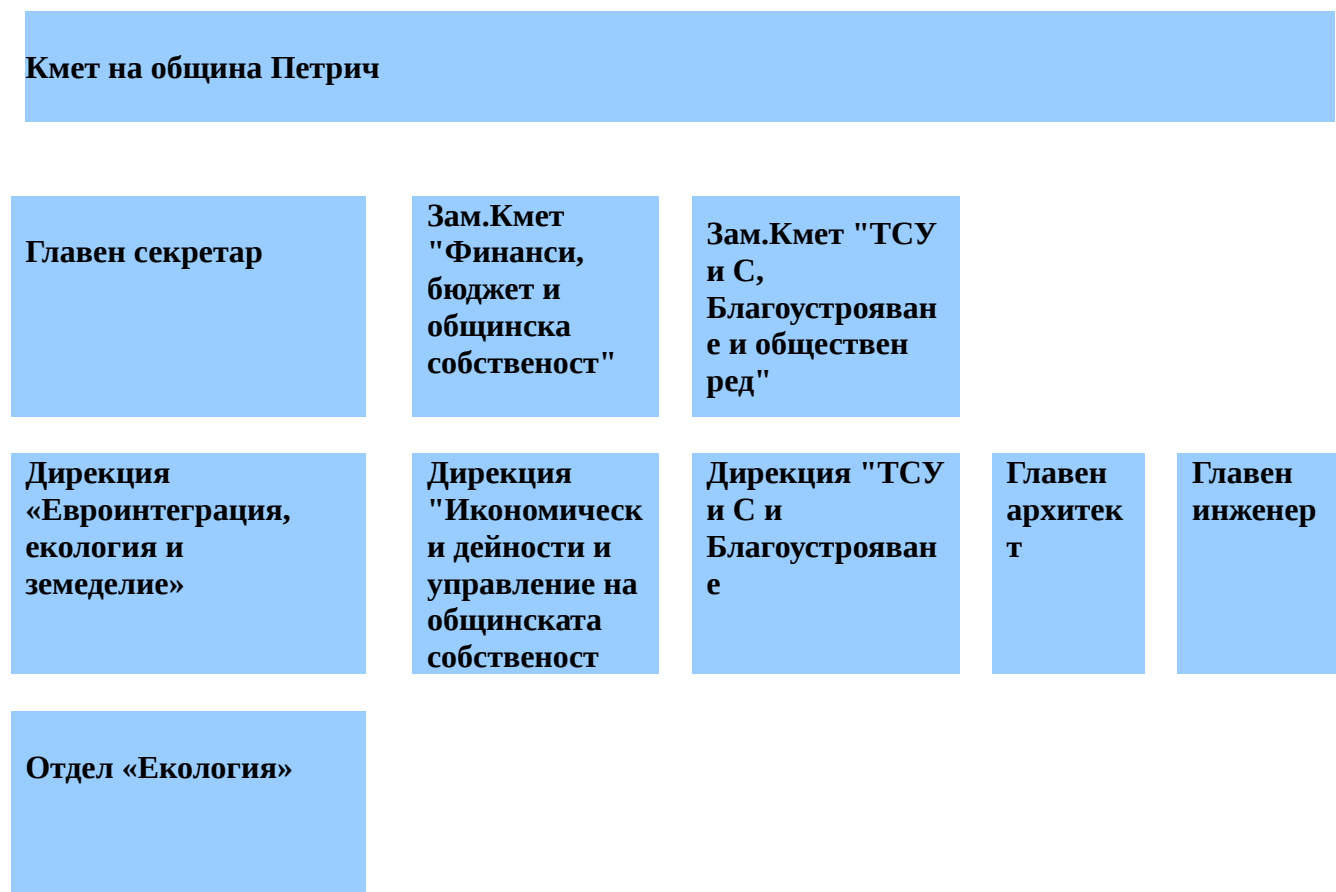 Кмет на община Петрич
Главен секретар
Зам.Кмет
"Финанси,
бюджет и
общинска
собственост"
Зам.Кмет "ТСУ
и С,
Благоустрояван
е и обществен
ред"
Дирекция
«Евроинтеграция,
екология и
земеделие»
Дирекция
"Икономическ
и дейности и
управление на
общинската
собственост
Дирекция "ТСУ
и С и
Благоустрояван
е
Главен
архитек
т
Главен
инженер
Отдел «Екология»